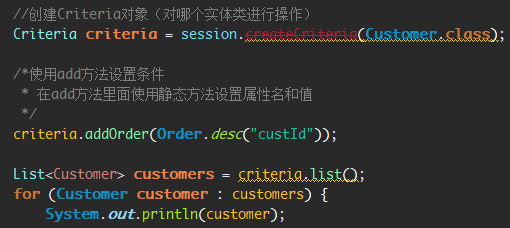 //创建Criteria对象（对哪个实体类进行操作）
Criteria criteria = session.createCriteria(Customer.class);
/*使用add方法设置条件
* 在add方法里面使用静态方法设置属性名和值
*/
criteria.addOrder(Order.desc("custId"));
List<Customer> customers = criteria.list();
for (Customer customer : customers) {
System.out.println(customer);